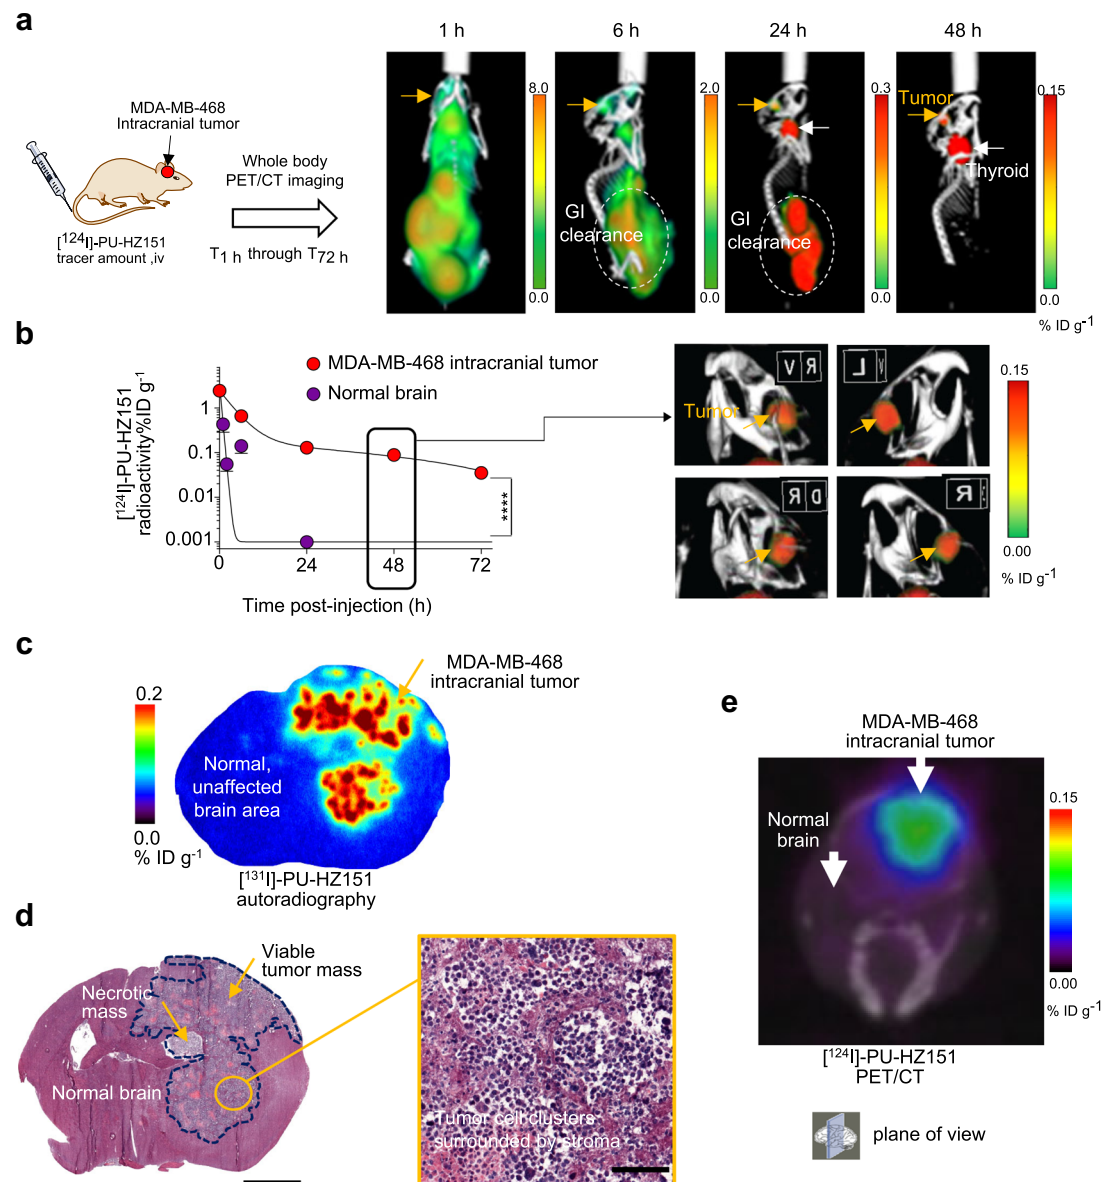 a
1 h
6 h
24 h
48 h
MDA-MB-468
Intracranial tumor
Whole body
PET/CT imaging
T1 h through T72 h
[124I]-PU-HZ151
tracer amount ,iv
8.0
0.0
GI
clearance
2.0
0.0
GI
clearance
0.3
0.0
Tumor
Thyroid
0.15
0.0
% ID g-1
b
[124I]-PU-HZ151
radioactivity%ID g-1
MDA-MB-468 intracranial tumor
Normal brain
1
0.1
0.01
0.001
****
0
24
48
72
Time post-injection (h)
Tumor
V R
L V
D R
R
0.15
0.00
% ID g-1
c
0.2
0.0
% ID g-1
MDA-MB-468
intracranial tumor
Normal,
unaffected
brain area
[131I]-PU-HZ151
autoradiography
d
Viable
tumor mass
Necrotic
mass
Normal brain
Tumor cell clusters
surrounded by stroma
e
MDA-MB-468
intracranial tumor
Normal
brain
0.15
0.00
% ID g-1
[124I]-PU-HZ151
PET/CT
plane of view